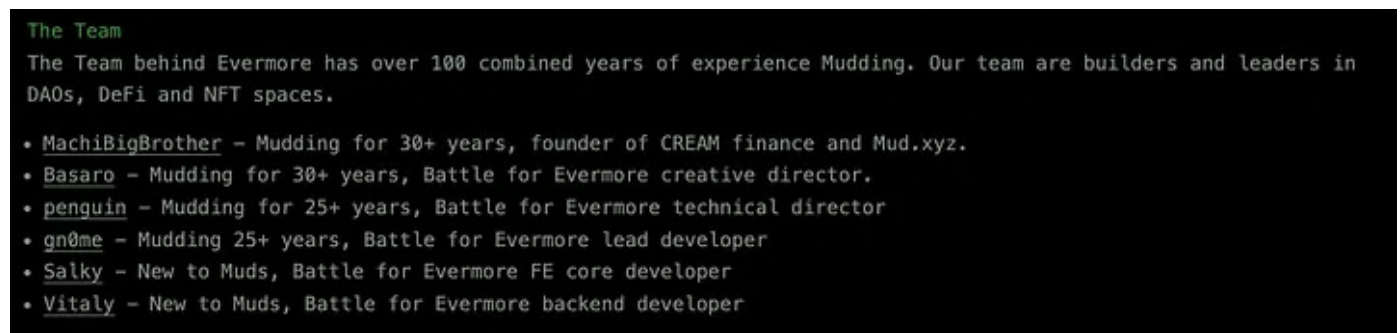 The Team
The Team behind Evermore has over 100 combined years of experience Mudding. Our team are builders and leaders in
DAOs, DeFi and NFT spaces.
• MachiBigBrother – Mudding for 30+ years, founder of CREAM finance and Mud.xyz.
• Basaro – Mudding for 30+ years, Battle for Evermore creative director.
• penguin – Mudding for 25+ years, Battle for Evermore technical director
• gn0me – Mudding 25+ years, Battle for Evermore lead developer
• Salky – New to Muds, Battle for Evermore FE core developer
• Vitaly – New to Muds, Battle for Evermore backend developer